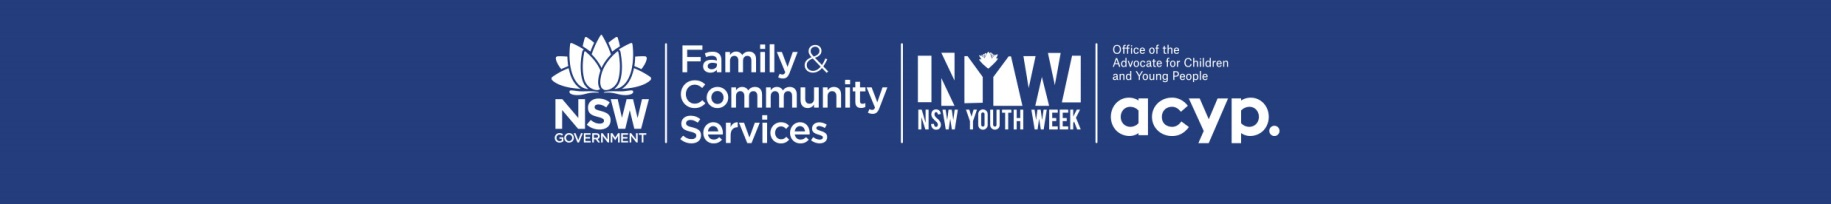 NSW
GOVERNMENT
Family &
Community
Services
NYW
NSW YOUTH WEEK
Office of the
Advocate for Children
and Young People
acyp.